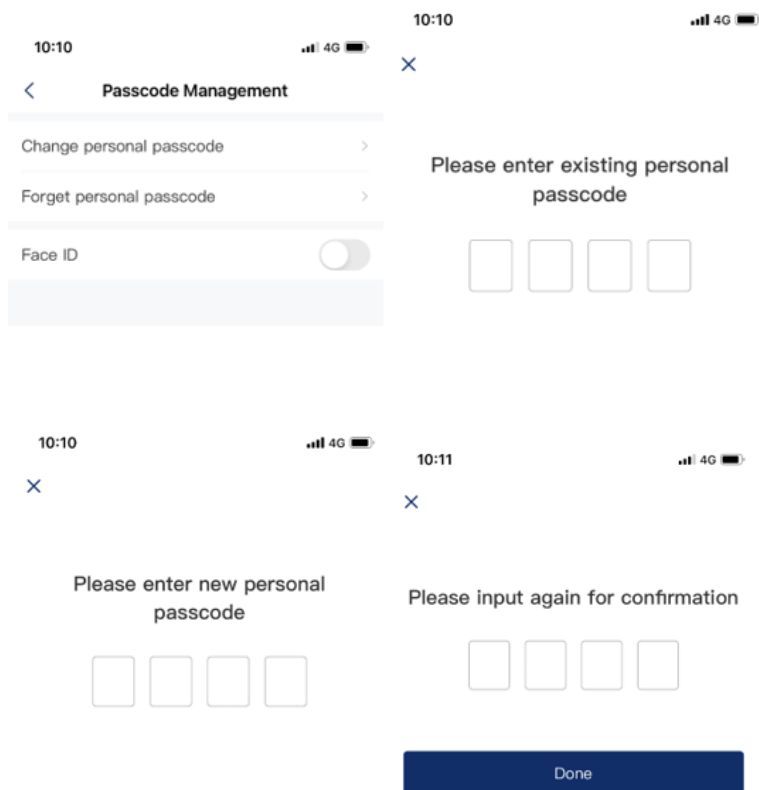 10:10
4G
Passcode Management
Change personal passcode
Forget personal passcode
Face ID
10:10
4G
Please enter existing personal
passcode
10:10
4G
Please enter new personal
passcode
10:11
4G
Please input again for confirmation
Done